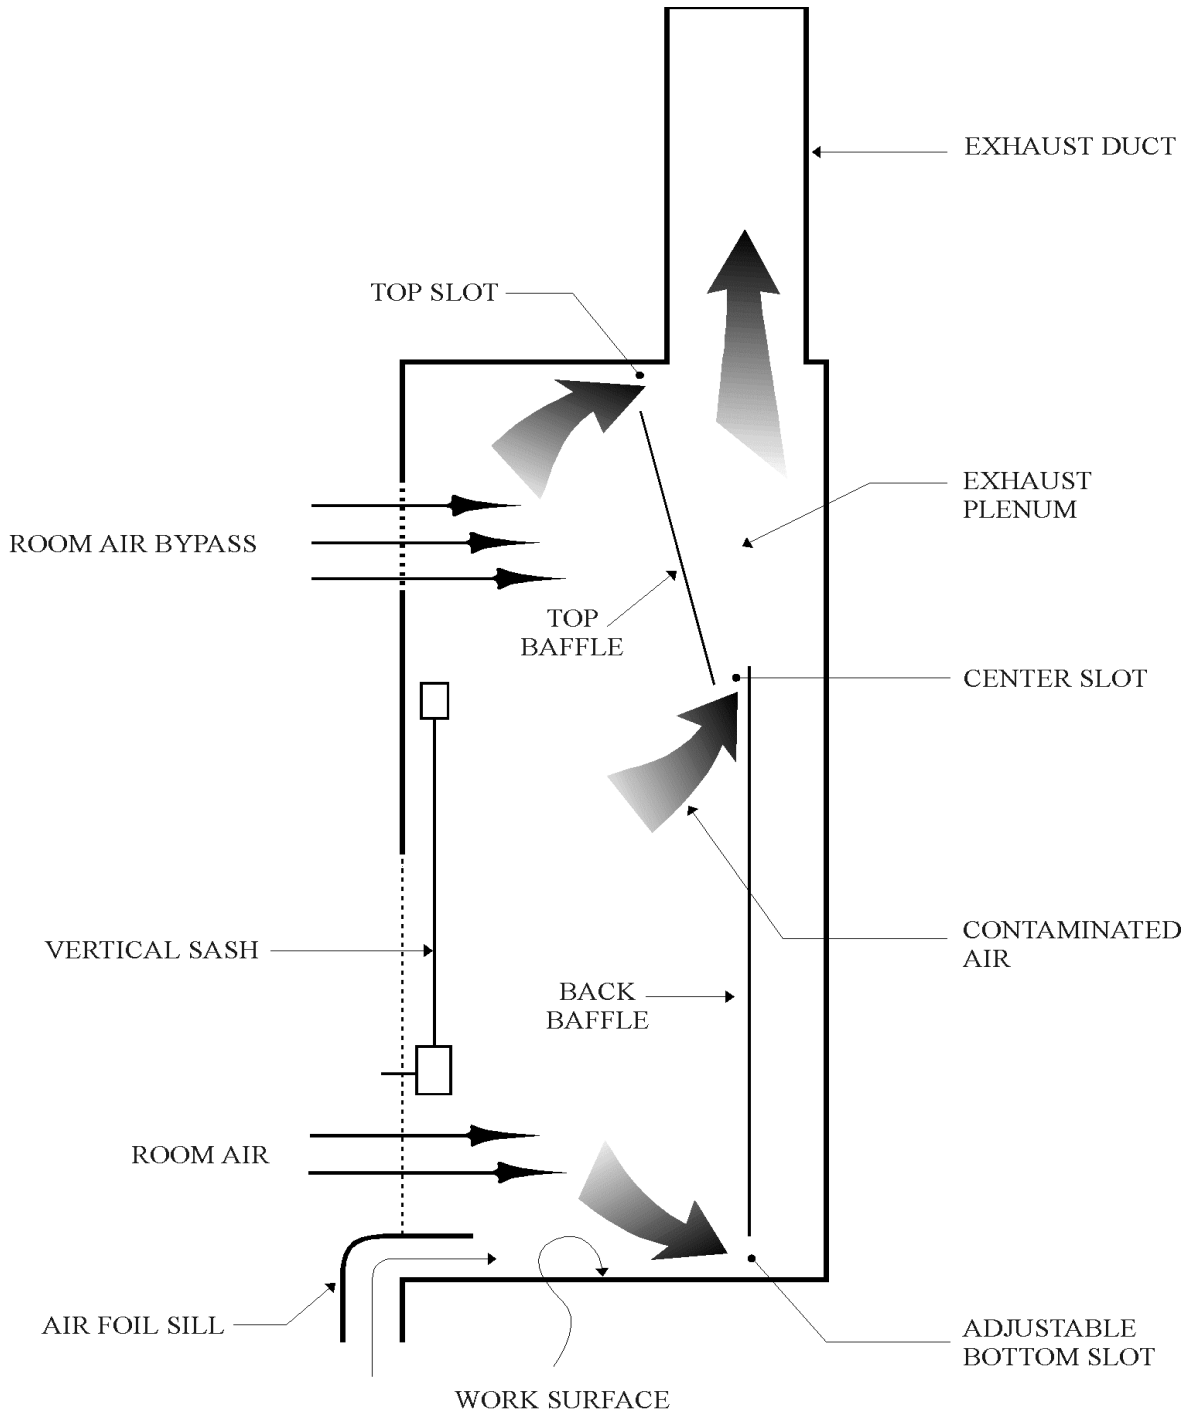 EXHAUST DUCT
TOP SLOT
EXHAUST
PLENUM
ROOM AIR BYPASS
TOP
BAFFLE
CENTER SLOT
CONTAMINATED
AIR
VERTICAL SASH
BACK
BAFFLE
ROOM AIR
AIR FOIL SILL
ADJUSTABLE
BOTTOM SLOT
WORK SURFACE